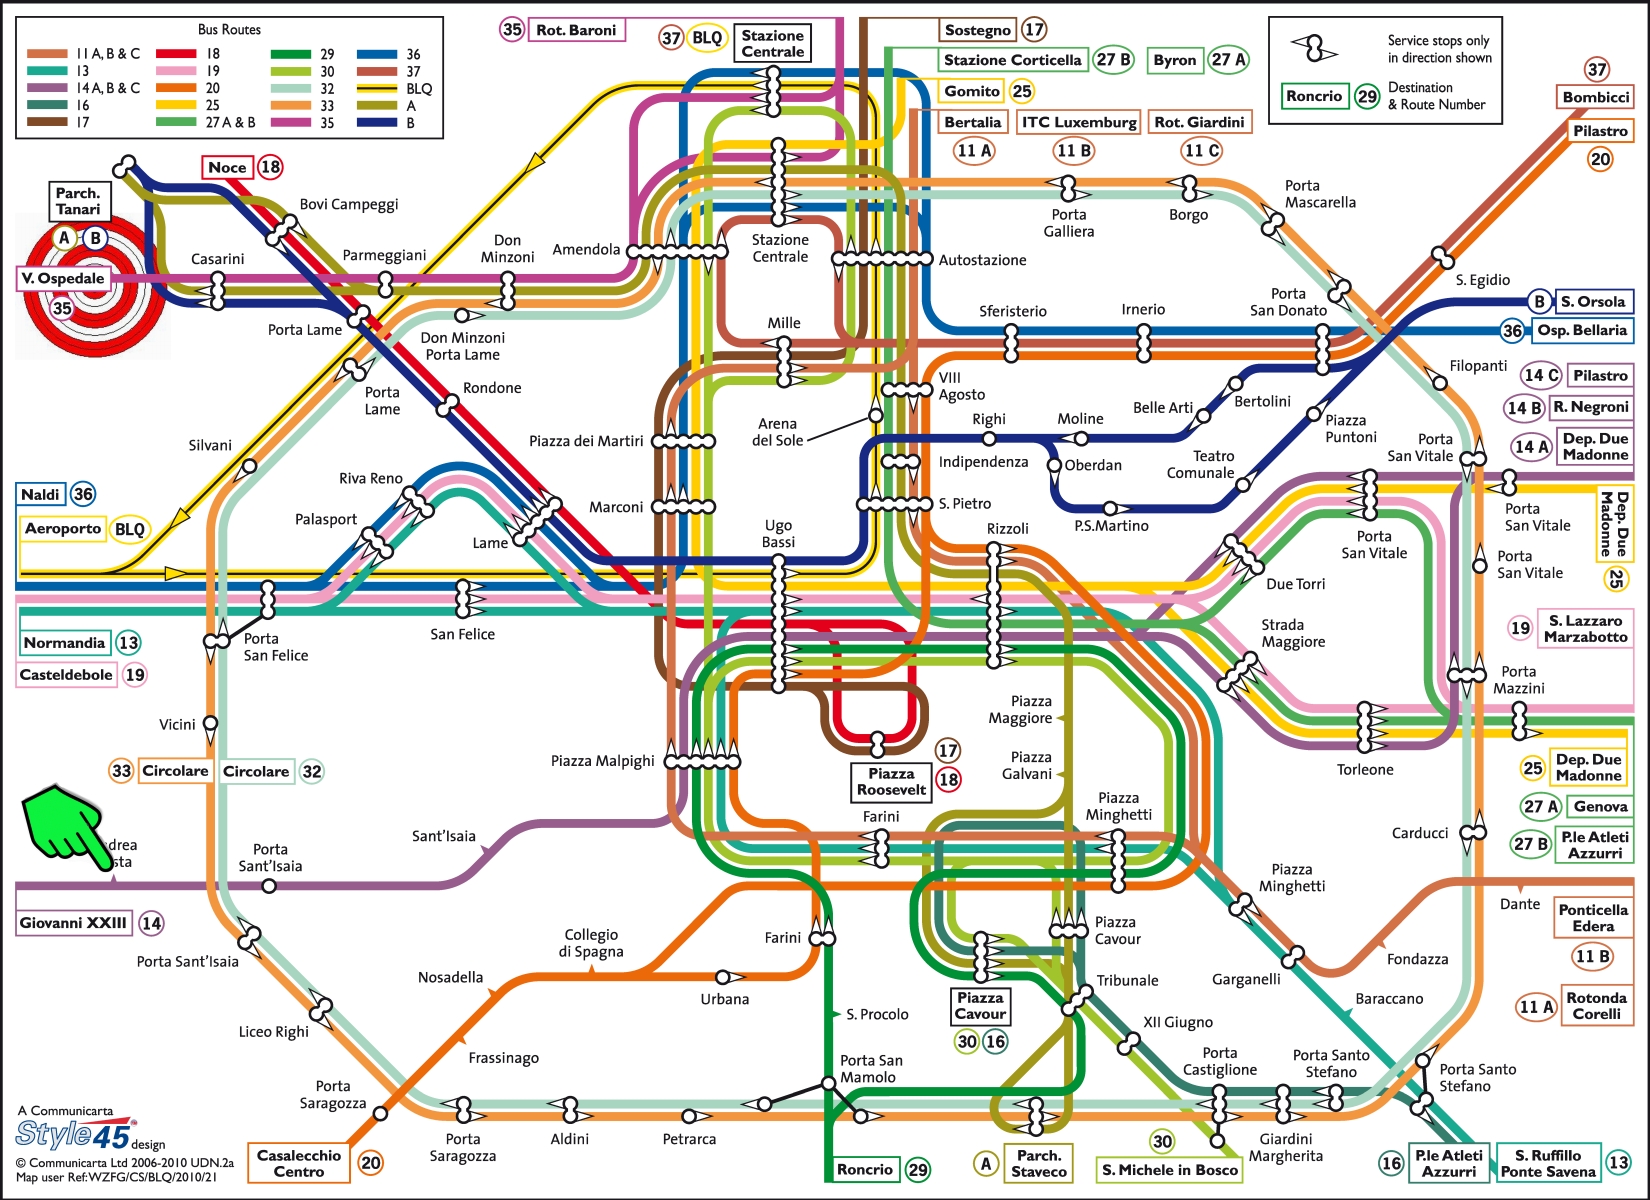 Bus Routes
11 A, B & C
13
14 A, B & C
16
17
18
19
20
25
27 A & B
29
30
32
33
35
36
37
BLQ
A
B
35 Rot. Baroni
37 BLQ
Stazione
Centrale
Sostegno 17
Stazione Corticella 27 B
Byron 27 A
Gomito 25
Bertalia
11 A
ITC Luxemburg
11 B
Rot. Giardini
11 C
Service stops only
in direction shown
Roncrio 29
Destination
& Route Number
37
Bombicci
Pilastro
20
Noce 18
Parch.
Tanari
A B
V. Ospedale
35
Bovi Campeggi
Casarini
Parmeggiani
Don
Minzoni
Amendola
Stazione
Centrale
Autostazione
Porta
Galliera
Borgo
Porta
Mascarella
S. Egidio
B S. Orsola
36 Osp. Bellaria
Porta
San Donato
Sferisterio
Irnerio
Porta Lame
Don Minzoni
Porta Lame
Mille
Porta
Lame
Rondone
VIII
Agosto
Filopanti
14 C Pilastro
14 B R. Negroni
14 A Dep. Due
Madonne
Arena
del Sole
Righi
Moline
Belle Arti
Bertolini
Piazza
Puntoni
Porta
San Vitale
Silvani
Piazza dei Martiri
Indipendenza
Oberdan
Teatro
Comunale
Riva Reno
Naldi 36
Aeroporto BLQ
Palasport
Lame
Marconi
Ugo
Bassi
S. Pietro
P.S.Martino
Rizzoli
Porta
San Vitale
Porta
San Vitale
Dep. Due
Madonne
25
Due Torri
Porta
San Vitale
Normandia 13
Casteldebole 19
Porta
San Felice
San Felice
Strada
Maggiore
19 S. Lazzaro
Marzabotto
Porta
Mazzini
Vicini
Piazza
Maggiore
33 Circolare
Circolare 32
Piazza Malpighi
Piazza
Roosevelt
17
18
Piazza
Galvani
Torleone
25 Dep. Due
Madonne
27 A Genova
27 B P.le Atleti
Azzurri
Farini
Piazza
Minghetti
Carducci
Sant'Isaia
Porta
Sant'Isaia
Piazza
Minghetti
Dante
Giovanni XXIII 14
Porta Sant'Isaia
Collegio
di Spagna
Farini
Piazza
Cavour
Fondazza
Ponticella
Edera
11 B
Nosadella
Urbana
Tribunale
Garganelli
Baraccano
11 A Rotonda
Corelli
Liceo Righi
Frassinago
S. Procolo
Piazza
Cavour
30 16
XII Giugno
Porta
Saragozza
Porta San
Mamolo
Porta
Castiglione
Porta Santo
Stefano
Porta Santo
Stefano
Porta
Saragozza
Aldini
Petrarca
Giardini
Margherita
A Communicarta
Style45
design
© Communicarta Ltd 2006-2010 UDN.2a
Map user Ref:WZFG/CS/BLQ/2010/21
Casalecchio
Centro
20
Roncrio 29
A Parch.
Staveco
30
S. Michele in Bosco
16 P.le Atleti
Azzurri
S. Ruffillo
Ponte Savena
13